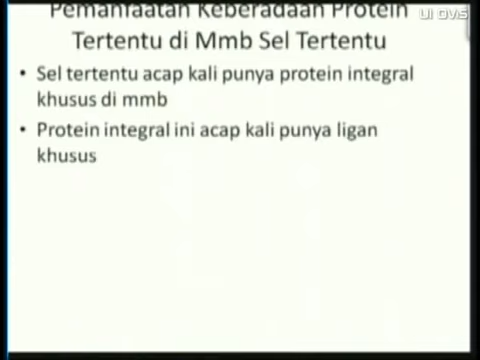 Pemanfaatan Keberadaan Protein
Tertentu di Mmb Sel Tertentu
UI OVS
• Sel tertentu acap kali punya protein integral
khusus di mmb
• Protein integral ini acap kali punya ligan
khusus